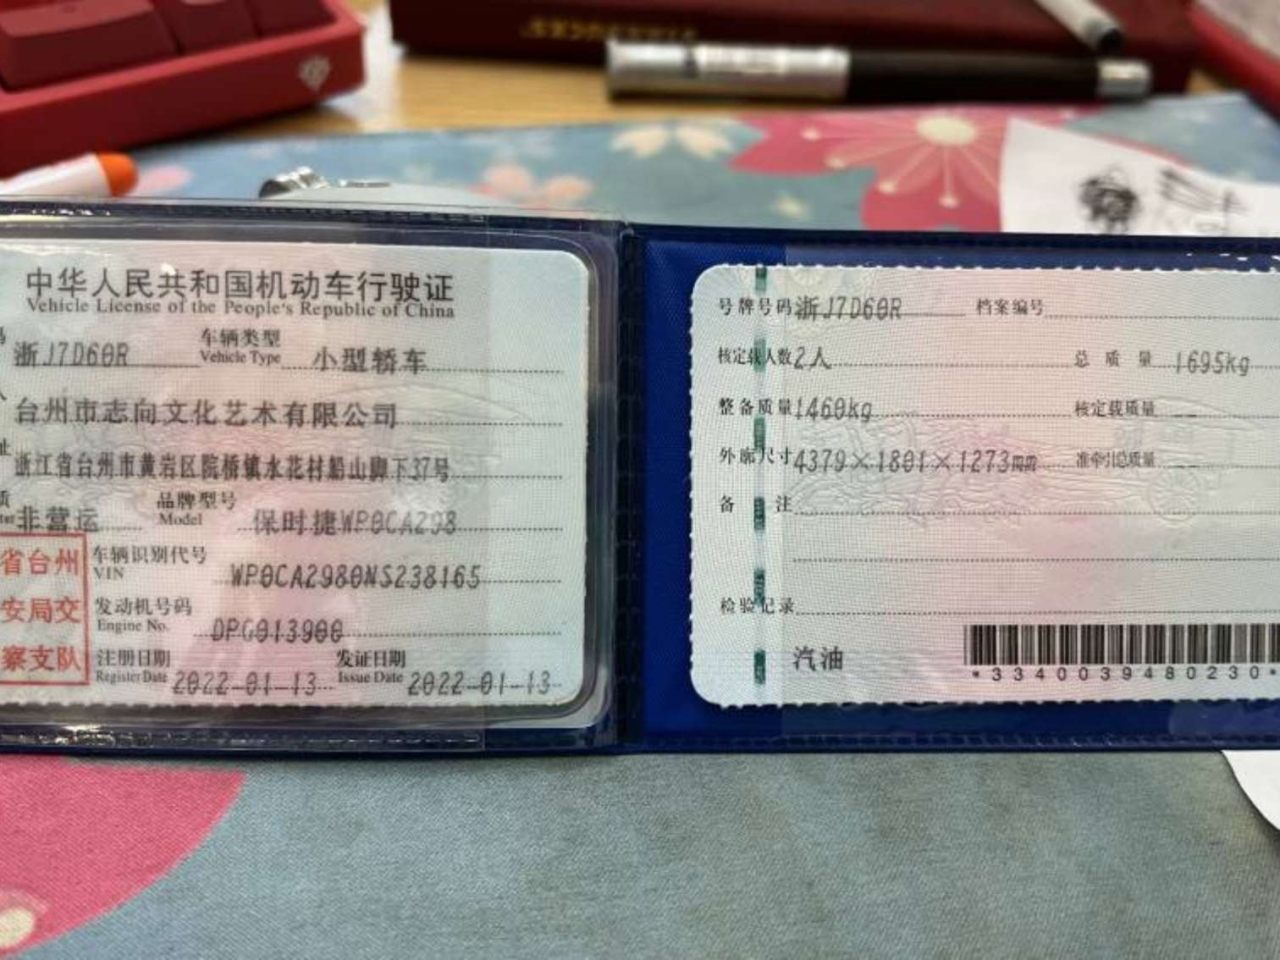 中华人民共和国机动车行驶证
Vehicle License of the People's Republic of China
浙J7D60R 车辆类型 Vehicle Type 小型轿车
台州市志向文化艺术有限公司
址 浙江省台州市黄岩区院桥镇水花村船山脚下37号
质 非营运 品牌型号 Model 保时捷WP0CA298
省台州
安局交
察支队
车辆识别代号 VIN WP0CA2980NS238165
发动机号码 Engine No. DPG013900
注册日期 Register Date 2022-01-13 发证日期 Issue Date 2022-01-13
号牌号码 浙J7D60R 档案编号
核定载人数 2人 总质量 1695kg
整备质量 1460kg 核定载质量 --
外廓尺寸 4379×1801×1273mm 准牵引总质量 --
备注
检验记录
汽油
*3340039480230*